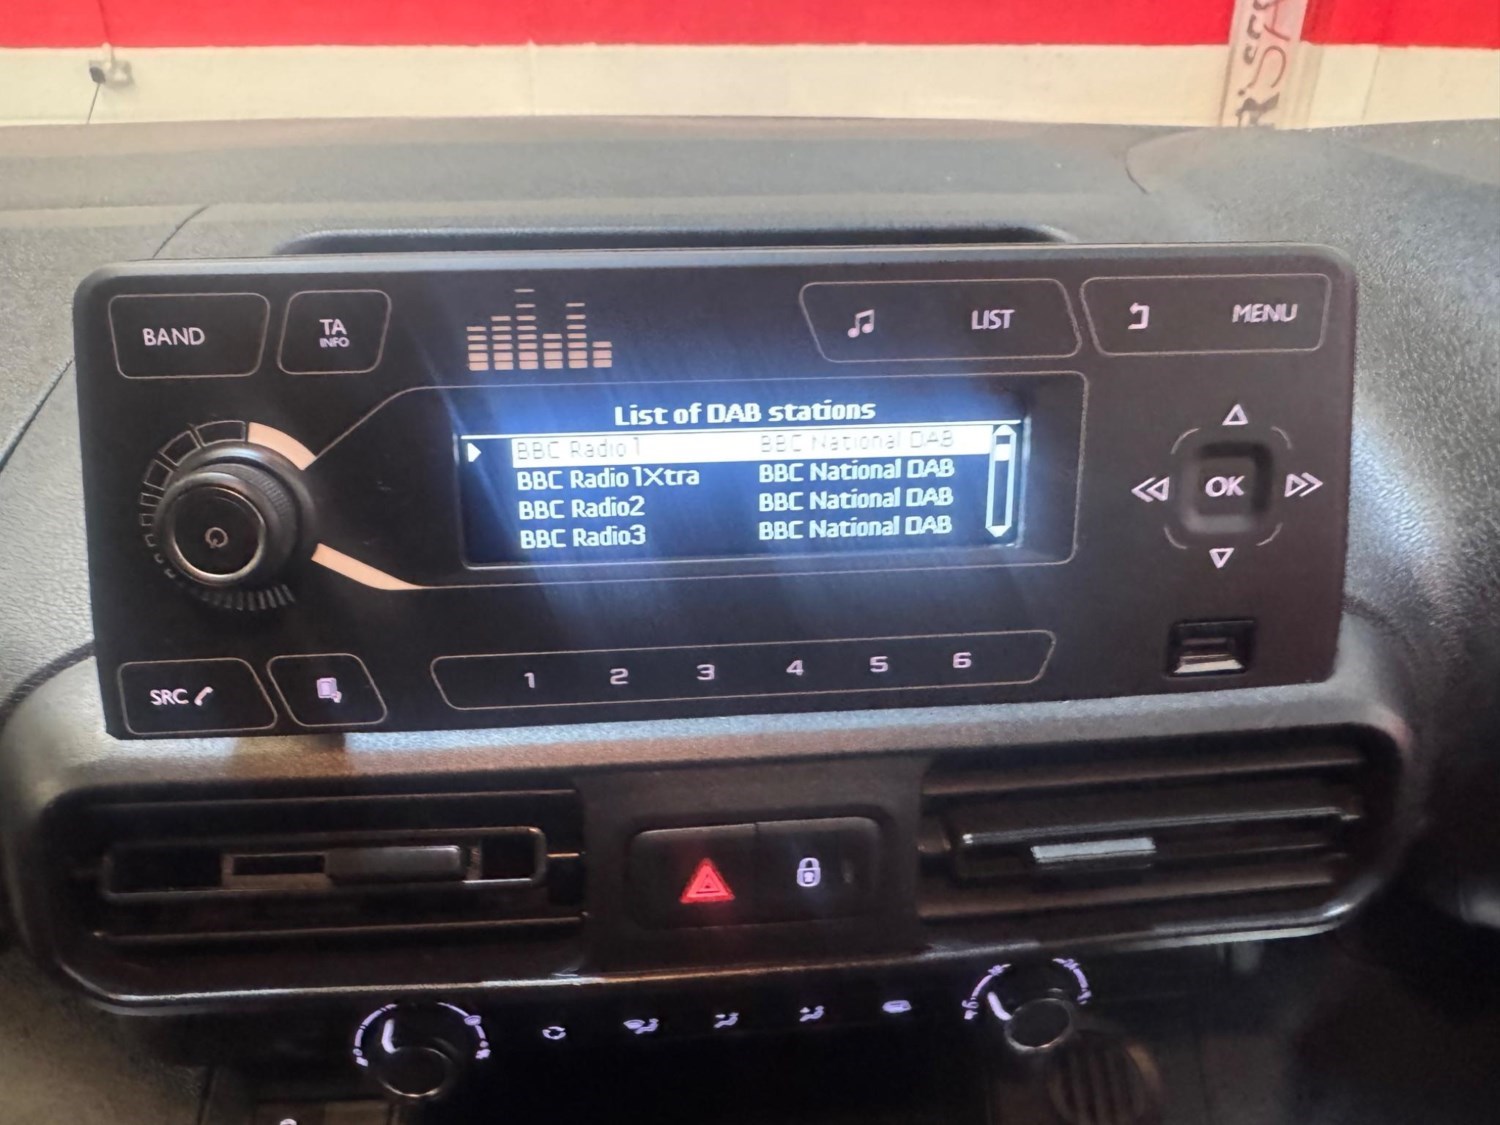 BAND
TA
INFO
LIST
MENU
List of DAB stations
BBC Radio 1 BBC National DAB
BBC Radio 1Xtra BBC National DAB
BBC Radio2 BBC National DAB
BBC Radio3 BBC National DAB
OK
SRC
1 2 3 4 5 6